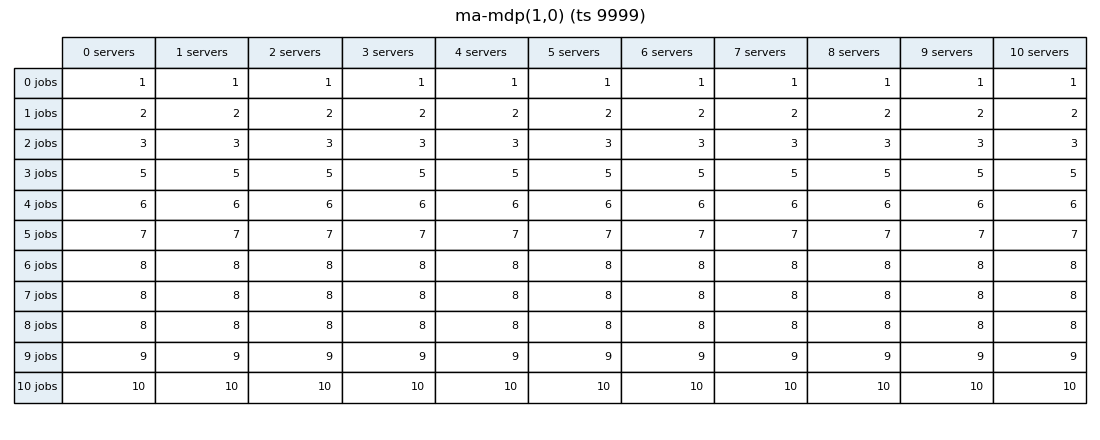 ma-mdp(1,0) (ts 9999)
0 servers 1 servers 2 servers 3 servers 4 servers 5 servers 6 servers 7 servers 8 servers 9 servers 10 servers
0 jobs 1 1 1 1 1 1 1 1 1 1 1
1 jobs 2 2 2 2 2 2 2 2 2 2 2
2 jobs 3 3 3 3 3 3 3 3 3 3 3
3 jobs 5 5 5 5 5 5 5 5 5 5 5
4 jobs 6 6 6 6 6 6 6 6 6 6 6
5 jobs 7 7 7 7 7 7 7 7 7 7 7
6 jobs 8 8 8 8 8 8 8 8 8 8 8
7 jobs 8 8 8 8 8 8 8 8 8 8 8
8 jobs 8 8 8 8 8 8 8 8 8 8 8
9 jobs 9 9 9 9 9 9 9 9 9 9 9
10 jobs 10 10 10 10 10 10 10 10 10 10 10